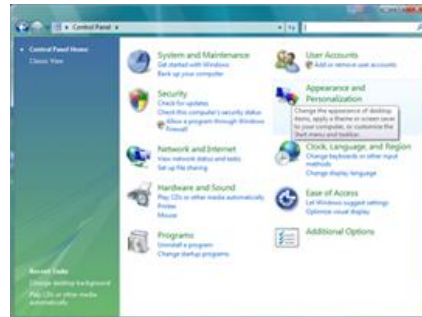 Control Panel
Control Panel Home
Classic View
System and Maintenance
Get started with Windows
Back up your computer
Security
Check for updates
Check this computer's security status
Allow a program through Windows
Firewall
Network and Internet
View network status and tasks
Set up file sharing
Hardware and Sound
Play CDs or other media automatically
Printer
Mouse
Programs
Uninstall a program
Change startup programs
User Accounts
Add or remove user accounts
Appearance and
Personalization
Change the appearance of desktop
items, apply a theme or screen saver
to your computer, or customize the
Start menu and taskbar.
Clock, Language, and Region
Change keyboards or other input
methods
Change display language
Ease of Access
Let Windows suggest settings
Optimize visual display
Additional Options
Recent Tasks
Change desktop background
Play CDs or other media
automatically